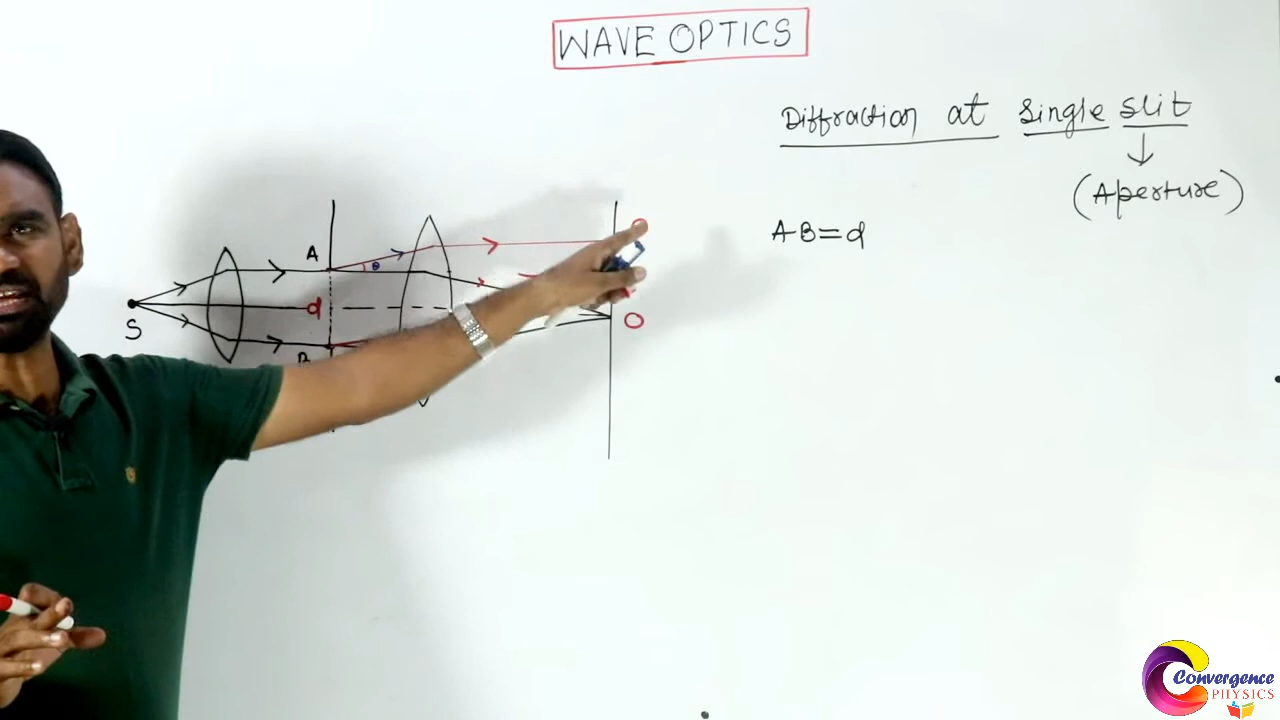 WAVE OPTICS
Diffraction at single slit
(Aperture)
AB=d
A
θ
S
d
B
O
Convergence
PHYSICS